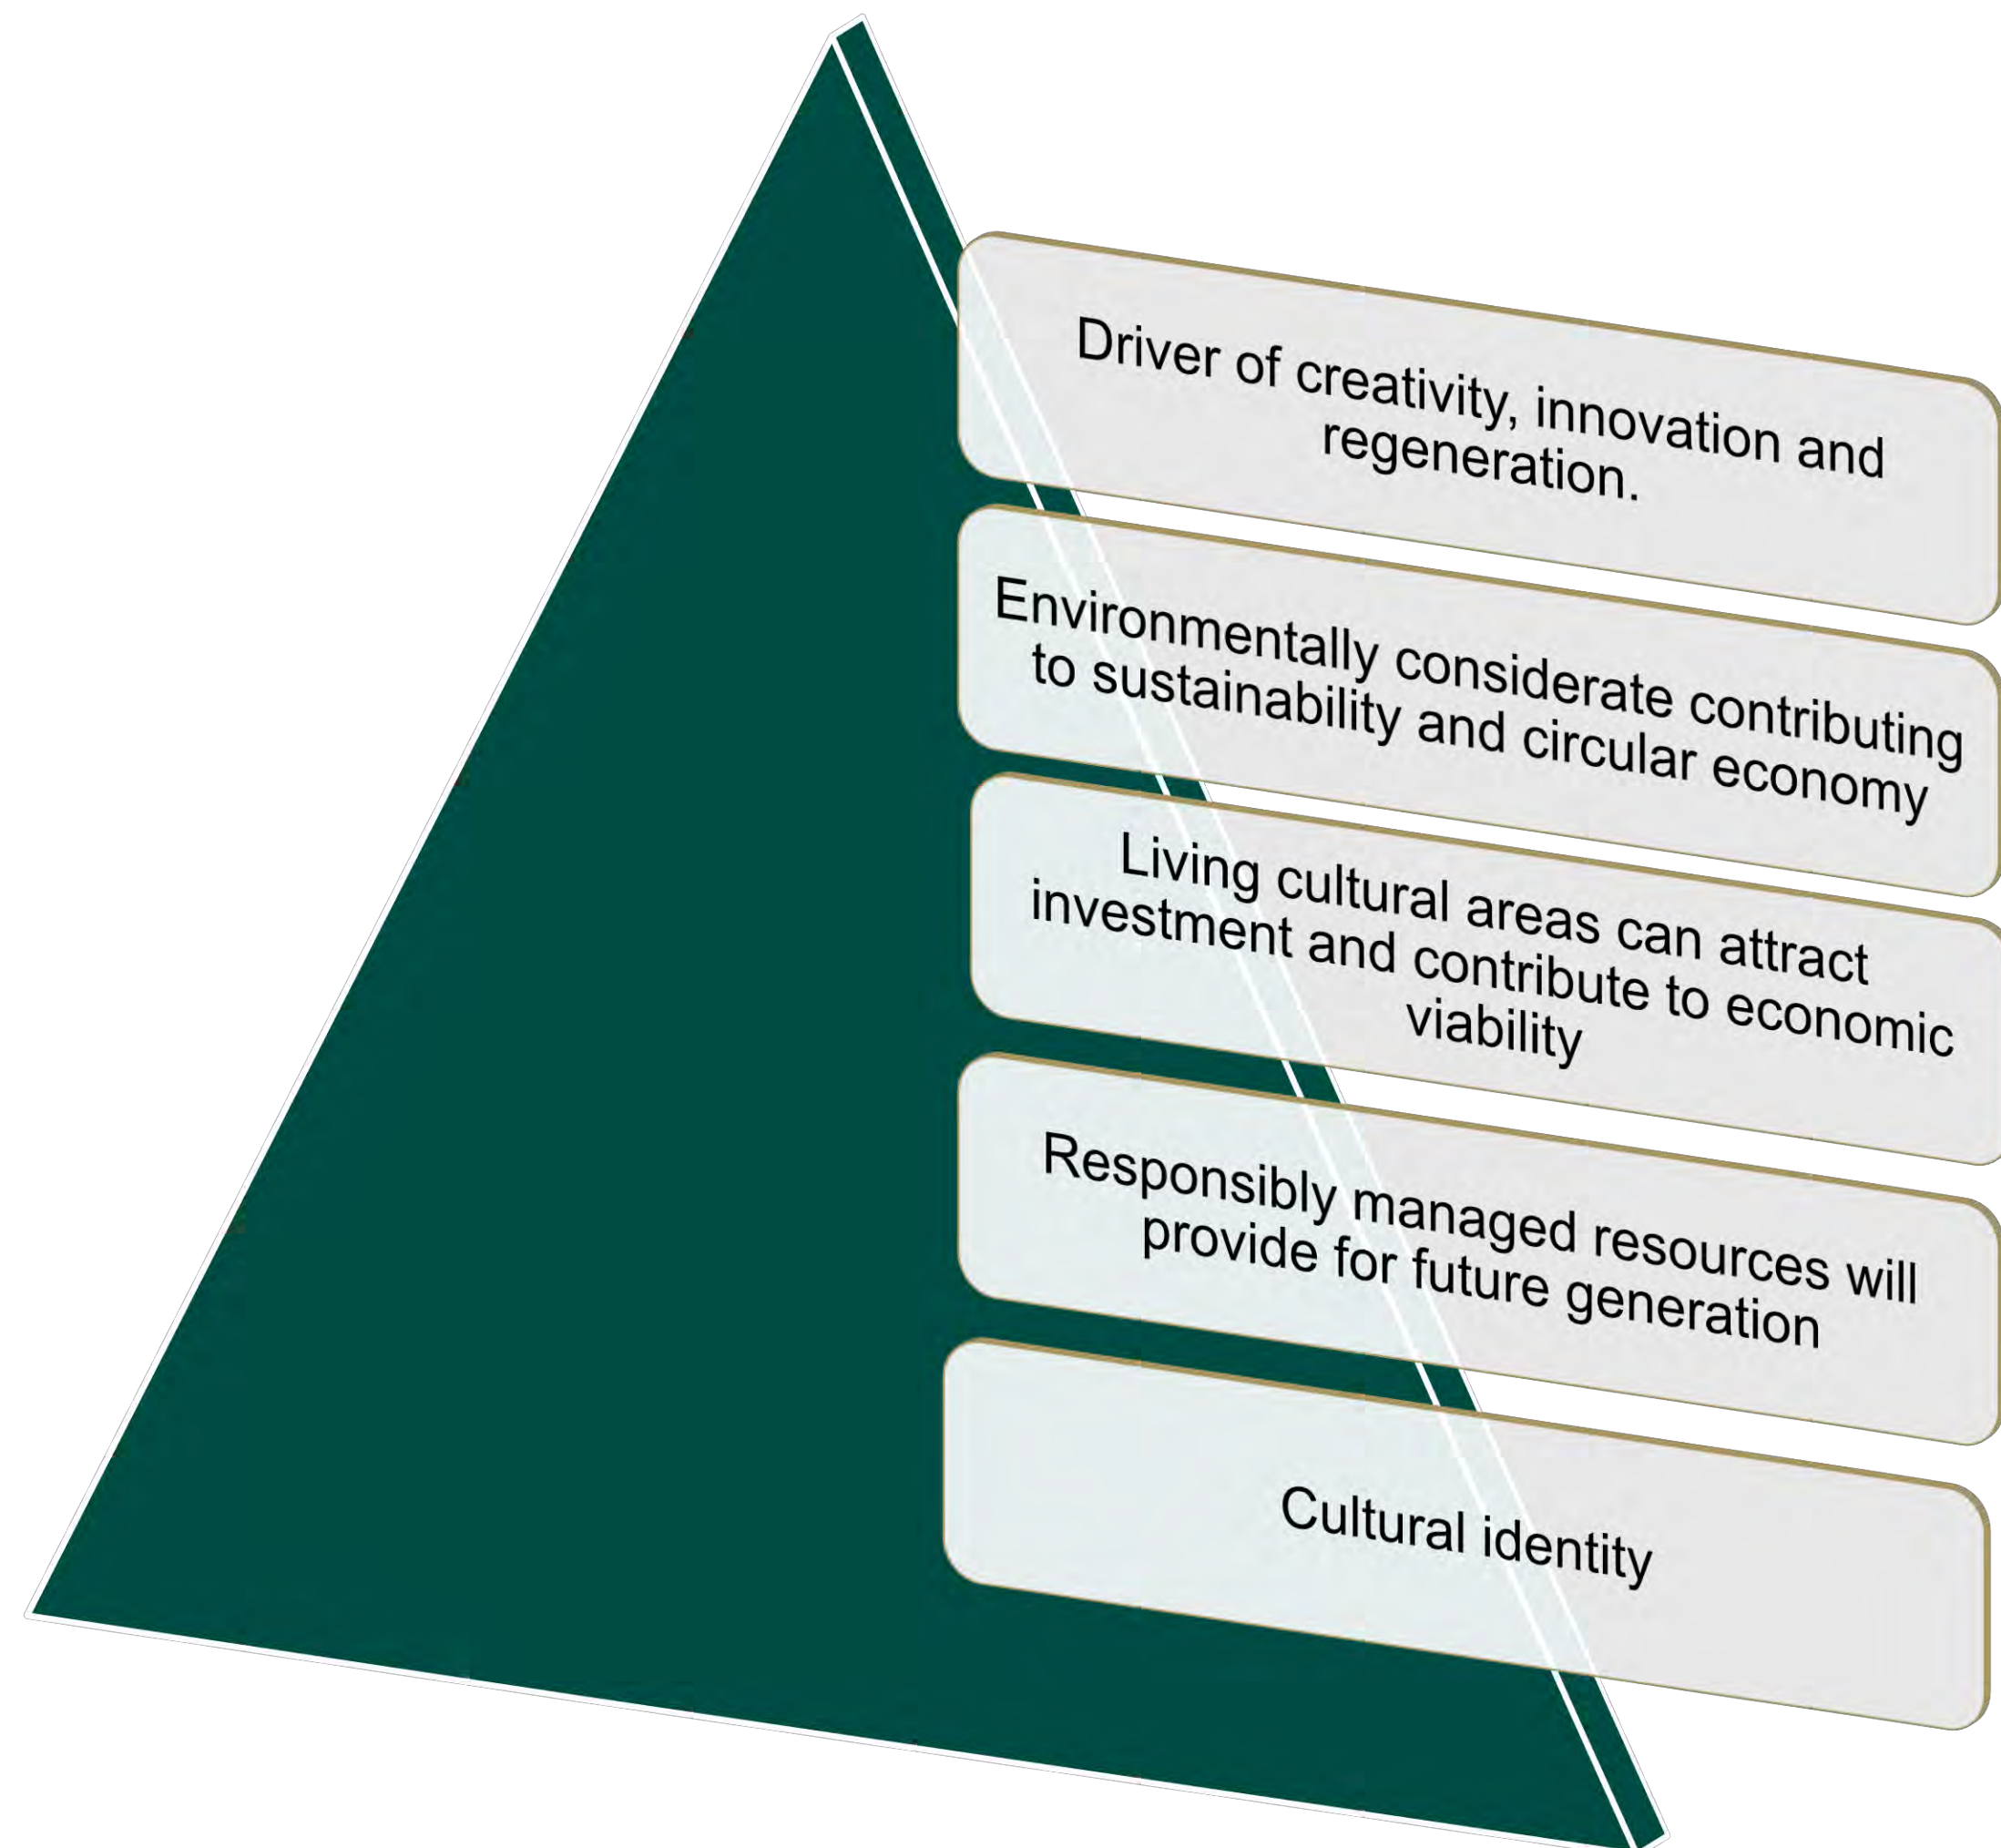 Driver of creativity, innovation and
regeneration.
Environmentally considerate contributing
to sustainability and circular economy
Living cultural areas can attract
investment and contribute to economic
viability
Responsibly managed resources will
provide for future generation
Cultural identity